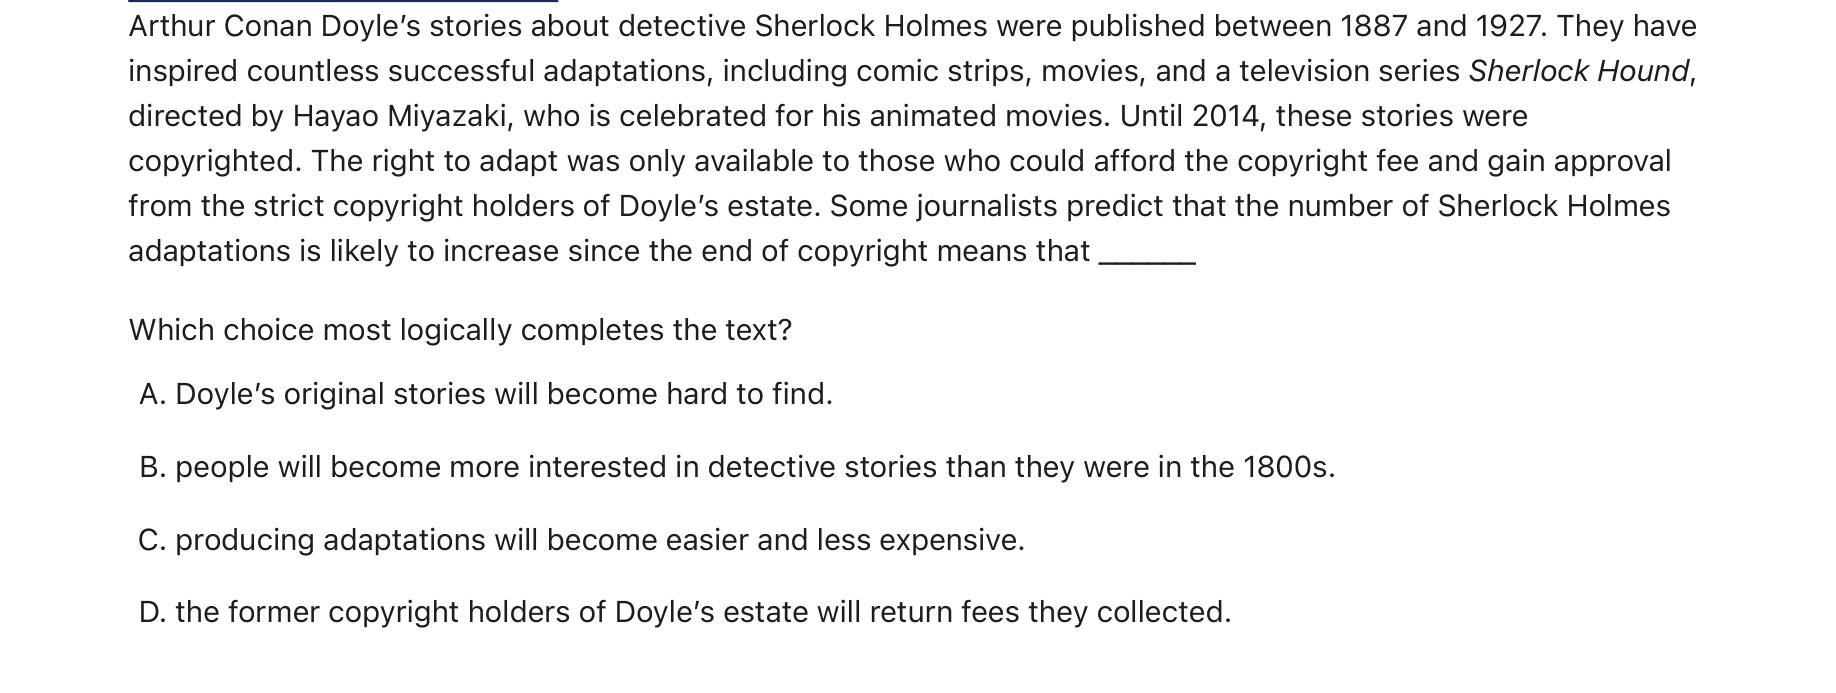 Arthur Conan Doyle’s stories about detective Sherlock Holmes were published between 1887 and 1927. They have
inspired countless successful adaptations, including comic strips, movies, and a television series Sherlock Hound,
directed by Hayao Miyazaki, who is celebrated for his animated movies. Until 2014, these stories were
copyrighted. The right to adapt was only available to those who could afford the copyright fee and gain approval
from the strict copyright holders of Doyle’s estate. Some journalists predict that the number of Sherlock Holmes
adaptations is likely to increase since the end of copyright means that ______
Which choice most logically completes the text?
A. Doyle’s original stories will become hard to find.
B. people will become more interested in detective stories than they were in the 1800s.
C. producing adaptations will become easier and less expensive.
D. the former copyright holders of Doyle’s estate will return fees they collected.